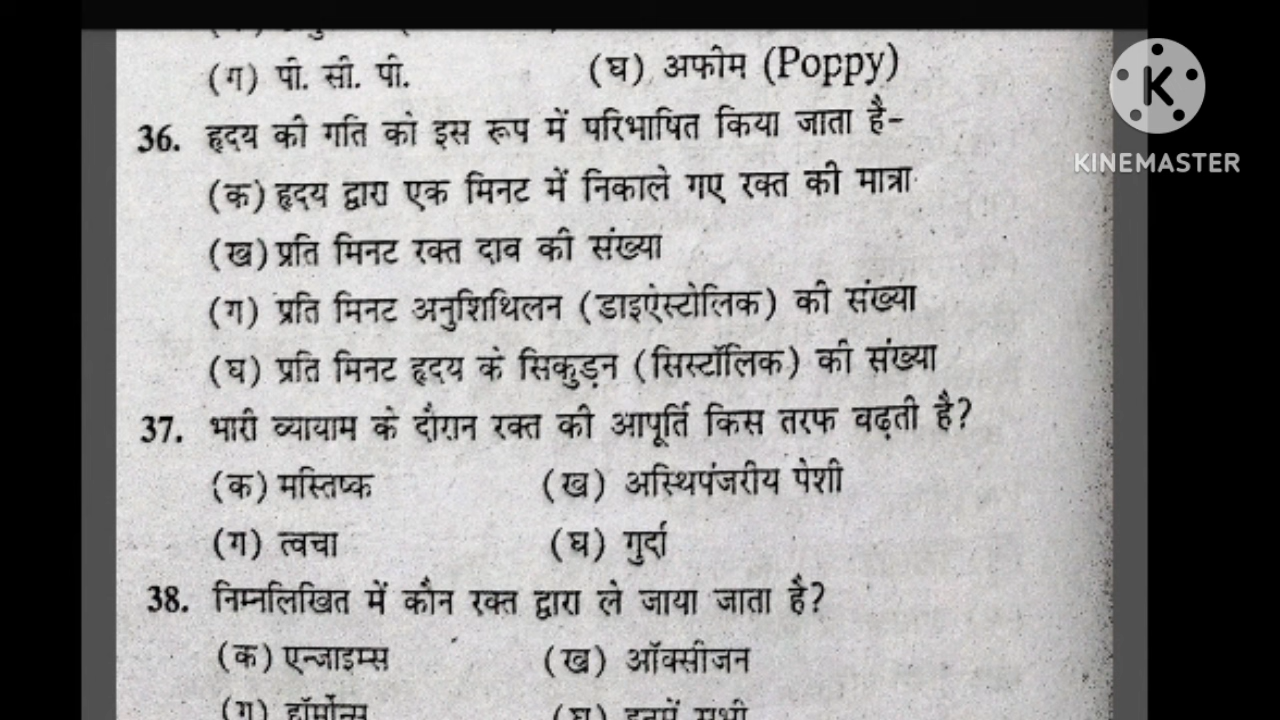 (ग) पी. सी. पी. (घ) अफीम (Poppy)
36. हृदय की गति को इस रूप में परिभाषित किया जाता है-
(क) हृदय द्वारा एक मिनट में निकाले गए रक्त की मात्रा
(ख) प्रति मिनट रक्त दाव की संख्या
(ग) प्रति मिनट अनुशिथिलन (डाइऐस्टोलिक) की संख्या
(घ) प्रति मिनट हृदय के सिकुड़न (सिस्टॉलिक) की संख्या
37. भारी व्यायाम के दौरान रक्त की आपूर्ति किस तरफ बढ़ती है?
(क) मस्तिष्क (ख) अस्थिपंजरीय पेशी
(ग) त्वचा (घ) गुर्दा
38. निम्नलिखित में कौन रक्त द्वारा ले जाया जाता है?
(क) एन्जाइम्स (ख) ऑक्सीजन
(ग) हॉर्मोन्स (घ) इनमें सभी
K
KINEMASTER